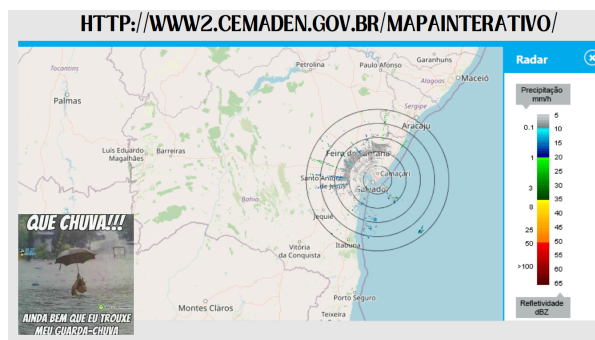 HTTP://WWW2.CEMADEN.GOV.BR/MAPAINTERATIVO/
Radar
Precipitação
mm/h
5
0.1 10
15
1 20
25
3 30
8 35
40
25 45
50 50
55
>100 60
65
Refletividade
dBZ
Tocantins
Palmas
Petrolina
Paulo Afonso
Garanhuns
Alagoas
Maceió
Sergipe
Aracaju
Luís Eduardo
Magalhães
Barreiras
Feira de Santana
Santo Antônio
de Jesus
Camaçari
Salvador
Bahia
Jequié
Vitória
da Conquista
Itabuna
Montes Claros
Porto Seguro
Teixeira
QUE CHUVA!!!
AINDA BEM QUE EU TROUXE
MEU GUARDA-CHUVA